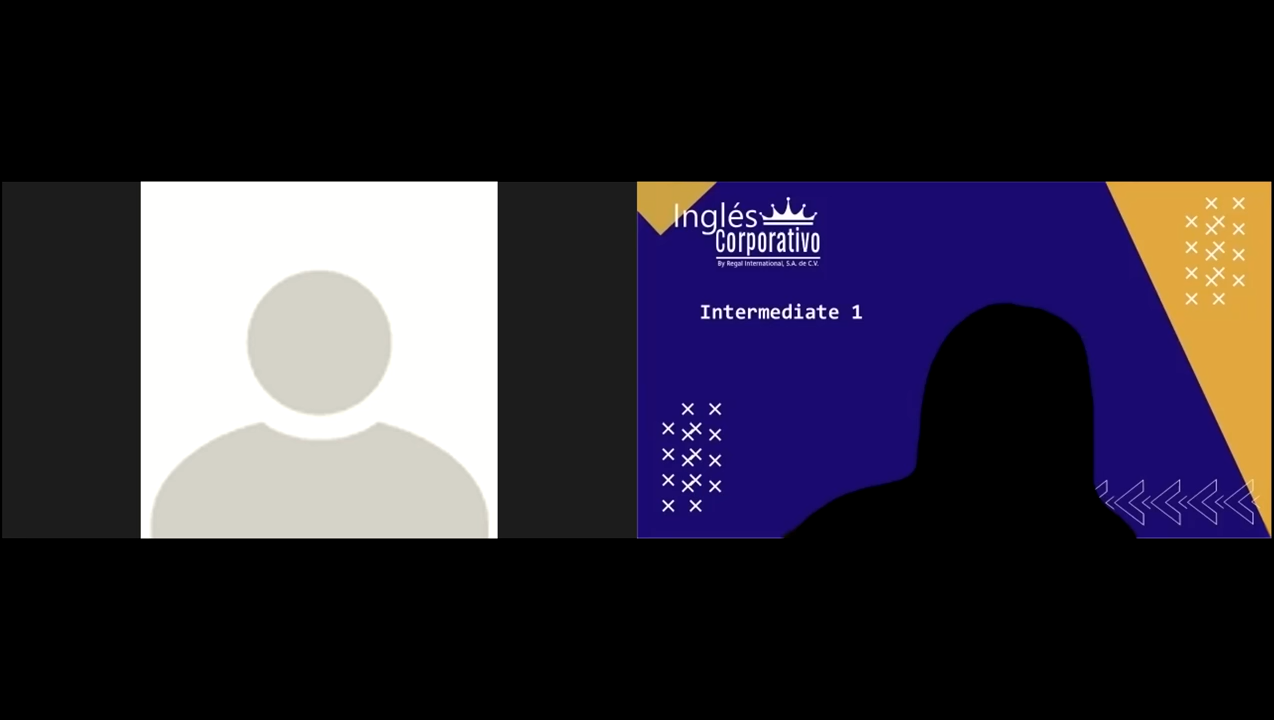 Inglés
Corporativo
By Regal International, S.A. de C.V.
Intermediate 1